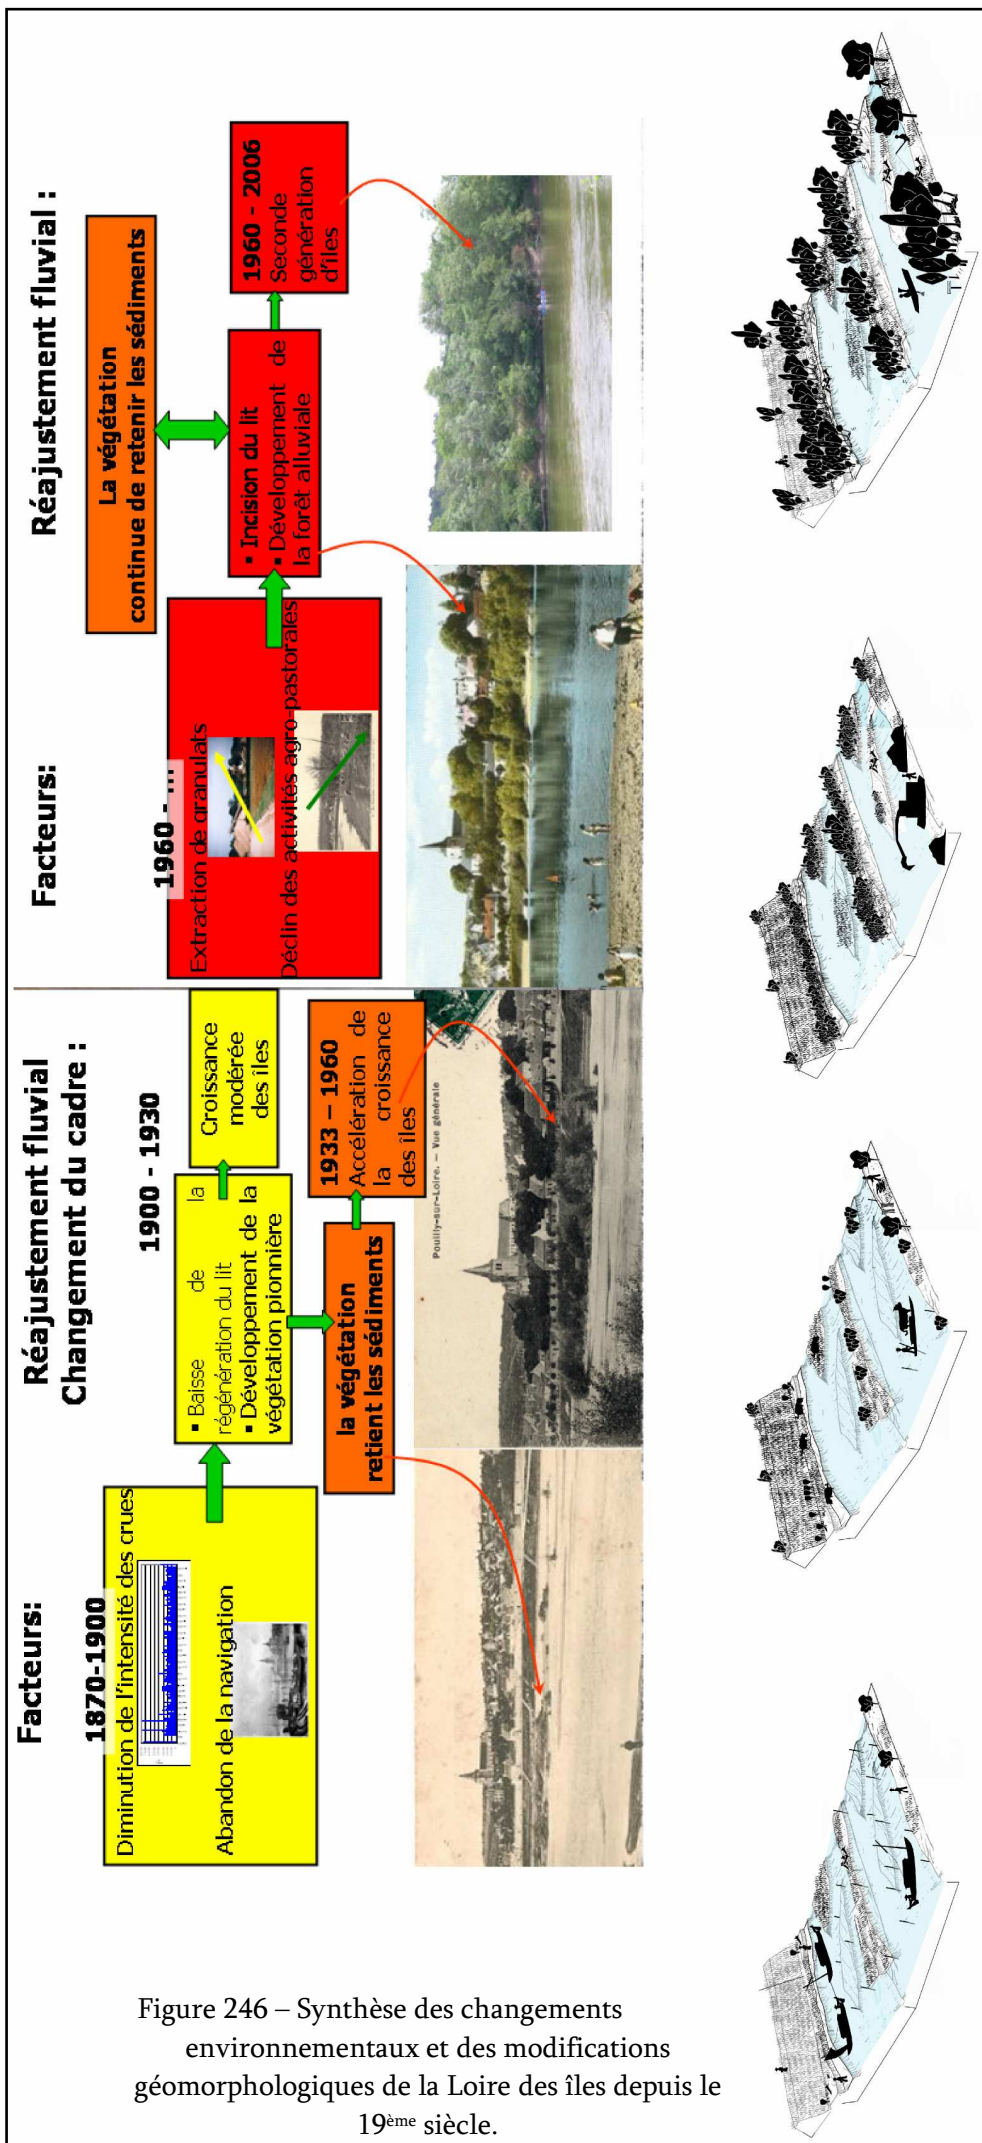 Facteurs:
1870-1900
Diminution de l'intensité des crues
Abandon de la navigation
Réajustement fluvial
Changement du cadre :
▪ Baisse de la
régénération du lit
▪ Développement de la
végétation pionnière
1900 - 1930
Croissance
modérée
des îles
la végétation
retient les sédiments
1933 – 1960
Accélération de
la croissance
des îles
Pouilly-sur-Loire. — Vue générale
Facteurs:
1960 - ...
Extraction de granulats
Déclin des activités agro-pastorales
Réajustement fluvial :
La végétation
continue de retenir les sédiments
▪ Incision du lit
▪ Développement de
la forêt alluviale
1960 - 2006
Seconde
génération
d'îles
Figure 246 – Synthèse des changements
environnementaux et des modifications
géomorphologiques de la Loire des îles depuis le
19ème siècle.